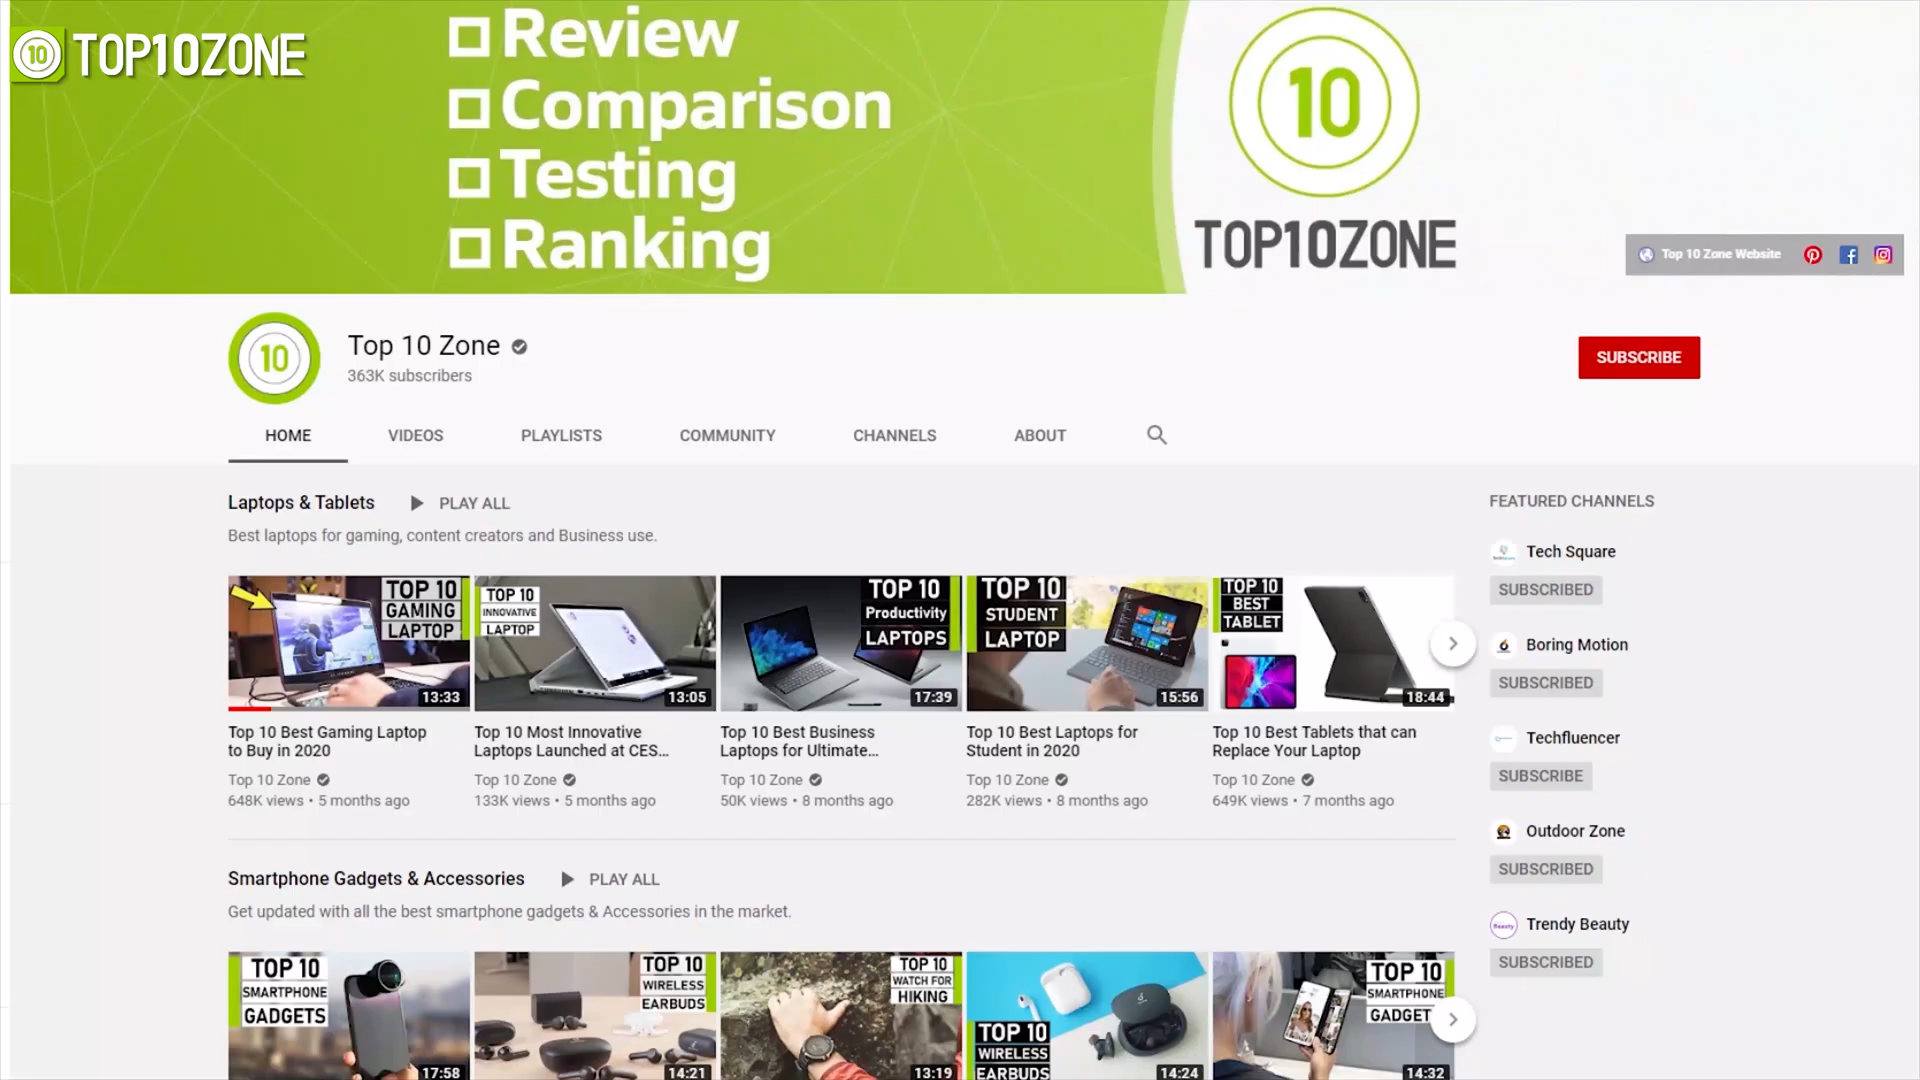 TOP10ZONE
Review
Comparison
Testing
Ranking
10
TOP10ZONE
Top 10 Zone Website
10
Top 10 Zone
363K subscribers
SUBSCRIBE
HOME VIDEOS PLAYLISTS COMMUNITY CHANNELS ABOUT
Laptops & Tablets PLAY ALL
Best laptops for gaming, content creators and Business use.
TOP 10
GAMING
LAPTOP
13:33
TOP 10
INNOVATIVE
LAPTOP
13:05
TOP 10
Productivity
LAPTOPS
17:39
TOP 10
STUDENT
LAPTOP
15:56
TOP 10
BEST
TABLET
18:44
Top 10 Best Gaming Laptop
to Buy in 2020
Top 10 Zone
648K views • 5 months ago
Top 10 Most Innovative
Laptops Launched at CES...
Top 10 Zone
133K views • 5 months ago
Top 10 Best Business
Laptops for Ultimate...
Top 10 Zone
50K views • 8 months ago
Top 10 Best Laptops for
Student in 2020
Top 10 Zone
282K views • 8 months ago
Top 10 Best Tablets that can
Replace Your Laptop
Top 10 Zone
649K views • 7 months ago
Smartphone Gadgets & Accessories PLAY ALL
Get updated with all the best smartphone gadgets & Accessories in the market.
TOP 10
SMARTPHONE
GADGETS
17:58
TOP 10
WIRELESS
EARBUDS
14:21
TOP 10
WATCH FOR
HIKING
13:19
TOP 10
WIRELESS
EARBUDS
14:24
TOP 10
SMARTPHONE
GADGET
14:32
FEATURED CHANNELS
Tech Square
SUBSCRIBED
Boring Motion
SUBSCRIBED
Techfluencer
SUBSCRIBE
Outdoor Zone
SUBSCRIBED
Trendy Beauty
SUBSCRIBED